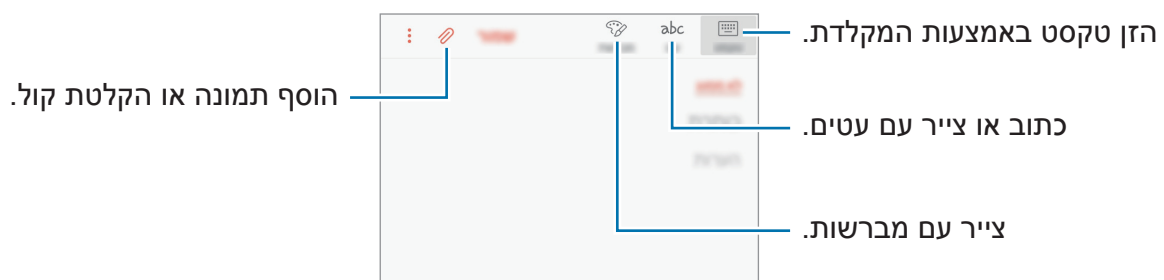 הזן טקסט באמצעות המקלדת.
abc
הוסף תמונה או הקלטת קול.
כתוב או צייר עם עטים.
צייר עם מברשות.